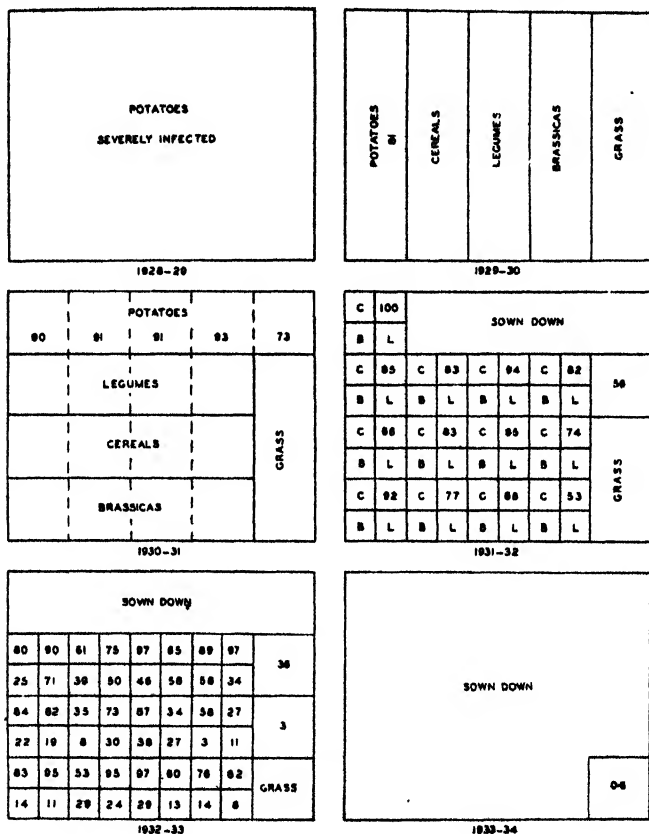 POTATOES
SEVERELY INFECTED
1928-29
POTATOES 81
CEREALS
LEGUMES
BRASSICAS
GRASS
1929-30
POTATOES
90 91 91 93 73
LEGUMES
CEREALS
BRASSICAS
GRASS
1930-31
C 100
SOWN DOWN
B L
C 85 C 83 C 94 C 82
56
B L B L B L B L
C 86 C 83 C 85 C 74
B L B L B L B L
GRASS
C 92 C 77 C 88 C 53
B L B L B L B L
1931-32
SOWN DOWN
80 90 61 75 97 85 89 97
36
25 71 39 50 46 58 58 34
84 82 35 73 87 34 58 27
3
22 19 8 30 38 27 3 11
83 95 53 95 97 80 76 62
GRASS
14 11 29 24 29 13 14 8
1932-33
SOWN DOWN
0·6
1933-34